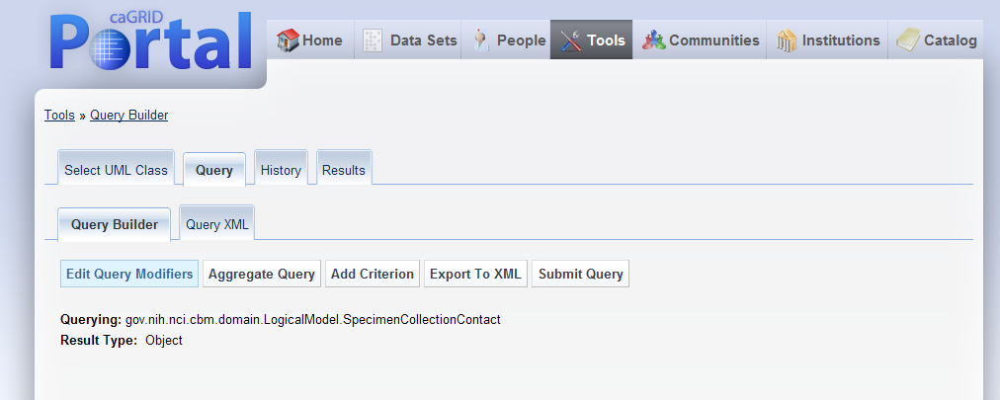 caGRID
Portal
Home Data Sets People Tools Communities Institutions Catalog
Tools » Query Builder
Select UML Class Query History Results
Query Builder Query XML
Edit Query Modifiers Aggregate Query Add Criterion Export To XML Submit Query
Querying: gov.nih.nci.cbm.domain.LogicalModel.SpecimenCollectionContact
Result Type: Object